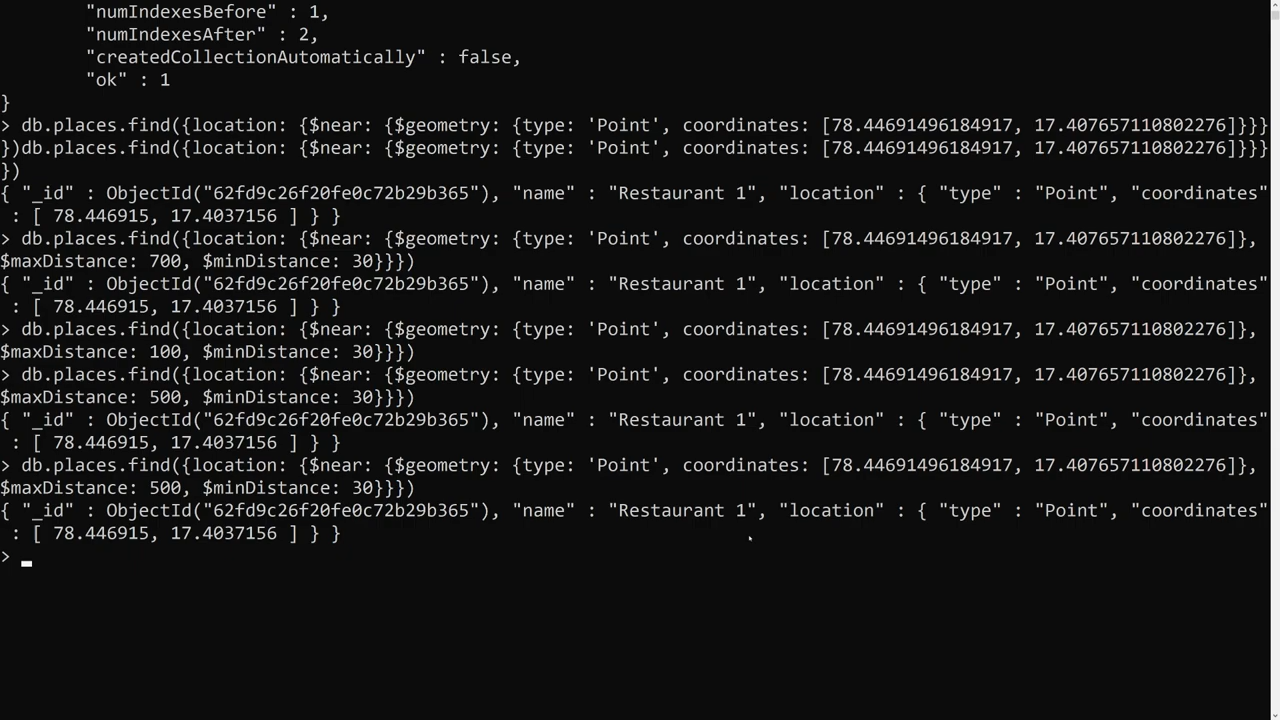 "numIndexesBefore" : 1,
"numIndexesAfter" : 2,
"createdCollectionAutomatically" : false,
"ok" : 1
}
> db.places.find({location: {$near: {$geometry: {type: 'Point', coordinates: [78.44691496184917, 17.407657110802276]}}}
})db.places.find({location: {$near: {$geometry: {type: 'Point', coordinates: [78.44691496184917, 17.407657110802276]}}}
})
{ "_id" : ObjectId("62fd9c26f20fe0c72b29b365"), "name" : "Restaurant 1", "location" : { "type" : "Point", "coordinates"
: [ 78.446915, 17.4037156 ] } }
> db.places.find({location: {$near: {$geometry: {type: 'Point', coordinates: [78.44691496184917, 17.407657110802276]},
$maxDistance: 700, $minDistance: 30}}})
{ "_id" : ObjectId("62fd9c26f20fe0c72b29b365"), "name" : "Restaurant 1", "location" : { "type" : "Point", "coordinates"
: [ 78.446915, 17.4037156 ] } }
> db.places.find({location: {$near: {$geometry: {type: 'Point', coordinates: [78.44691496184917, 17.407657110802276]},
$maxDistance: 100, $minDistance: 30}}})
> db.places.find({location: {$near: {$geometry: {type: 'Point', coordinates: [78.44691496184917, 17.407657110802276]},
$maxDistance: 500, $minDistance: 30}}})
{ "_id" : ObjectId("62fd9c26f20fe0c72b29b365"), "name" : "Restaurant 1", "location" : { "type" : "Point", "coordinates"
: [ 78.446915, 17.4037156 ] } }
> db.places.find({location: {$near: {$geometry: {type: 'Point', coordinates: [78.44691496184917, 17.407657110802276]},
$maxDistance: 500, $minDistance: 30}}})
{ "_id" : ObjectId("62fd9c26f20fe0c72b29b365"), "name" : "Restaurant 1", "location" : { "type" : "Point", "coordinates"
: [ 78.446915, 17.4037156 ] } }
>